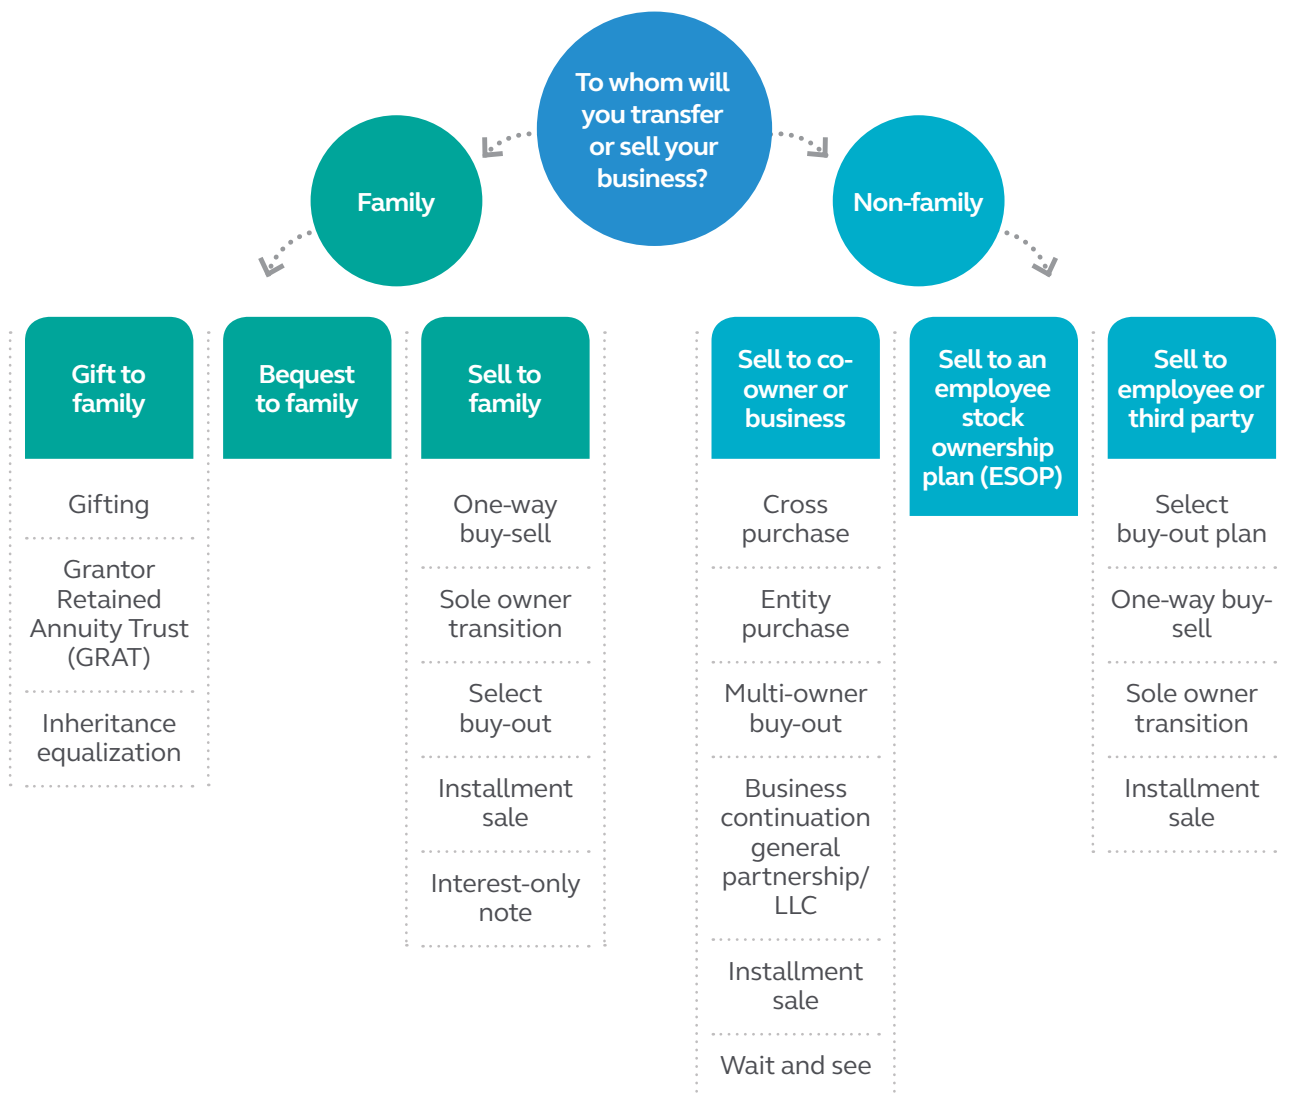 To whom will
you transfer
or sell your
business?
Family
Non-family
Gift to
family
Gifting
Grantor
Retained
Annuity Trust
(GRAT)
Inheritance
equalization
Bequest
to family
Sell to
family
One-way
buy-sell
Sole owner
transition
Select
buy-out
Installment
sale
Interest-only
note
Sell to co-
owner or
business
Cross
purchase
Entity
purchase
Multi-owner
buy-out
Business
continuation
general
partnership/
LLC
Installment
sale
Wait and see
Sell to an
employee
stock
ownership
plan (ESOP)
Sell to
employee or
third party
Select
buy-out plan
One-way buy-
sell
Sole owner
transition
Installment
sale